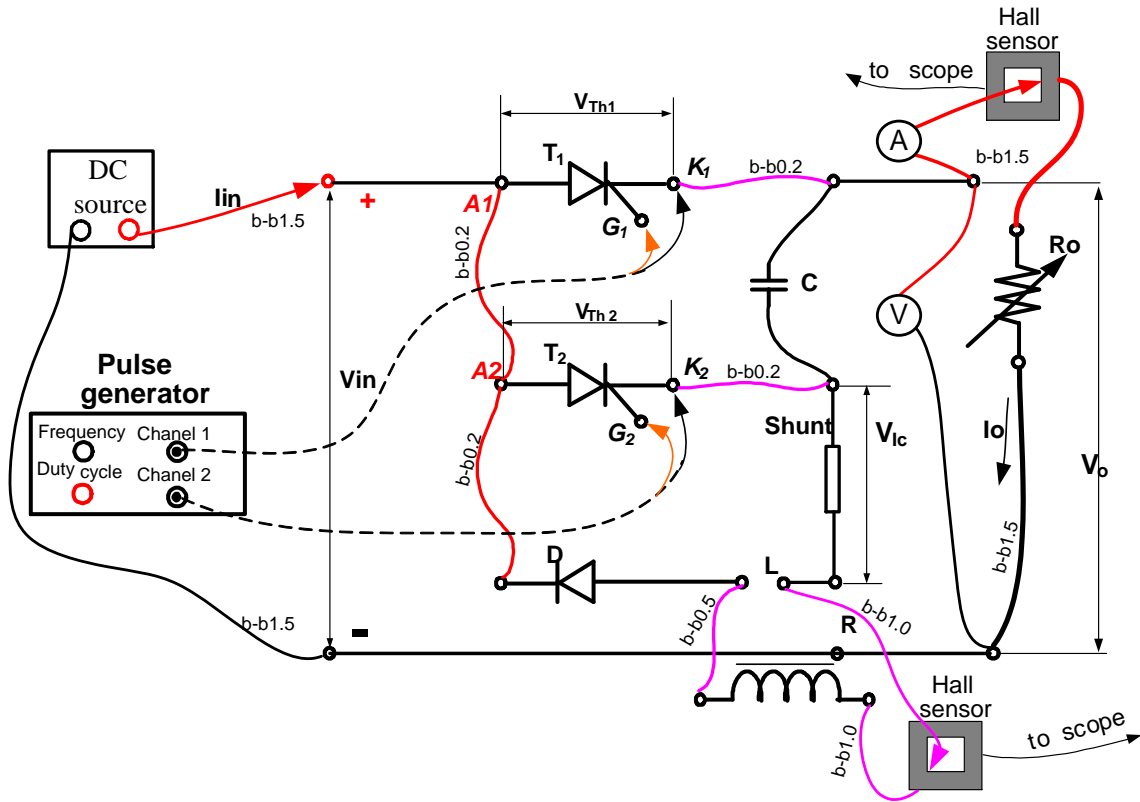 Hall
sensor
to scope
V Th1
A
DC
source
T1
K1
b-b0.2
b-b1.5
Iin
+
A1
G1
b-b1.5
b-b0.2
Ro
C
V Th 2
V
T2
K2
Pulse
generator
Vin
A2
b-b0.2
G2
Shunt
VIc
Io
Vo
Frequency
Chanel 1
Duty cycle
Chanel 2
b-b0.2
b-b1.5
D
L
b-b0.5
b-b1.0
R
b-b1.5
-
Hall
sensor
to scope
b-b1.0